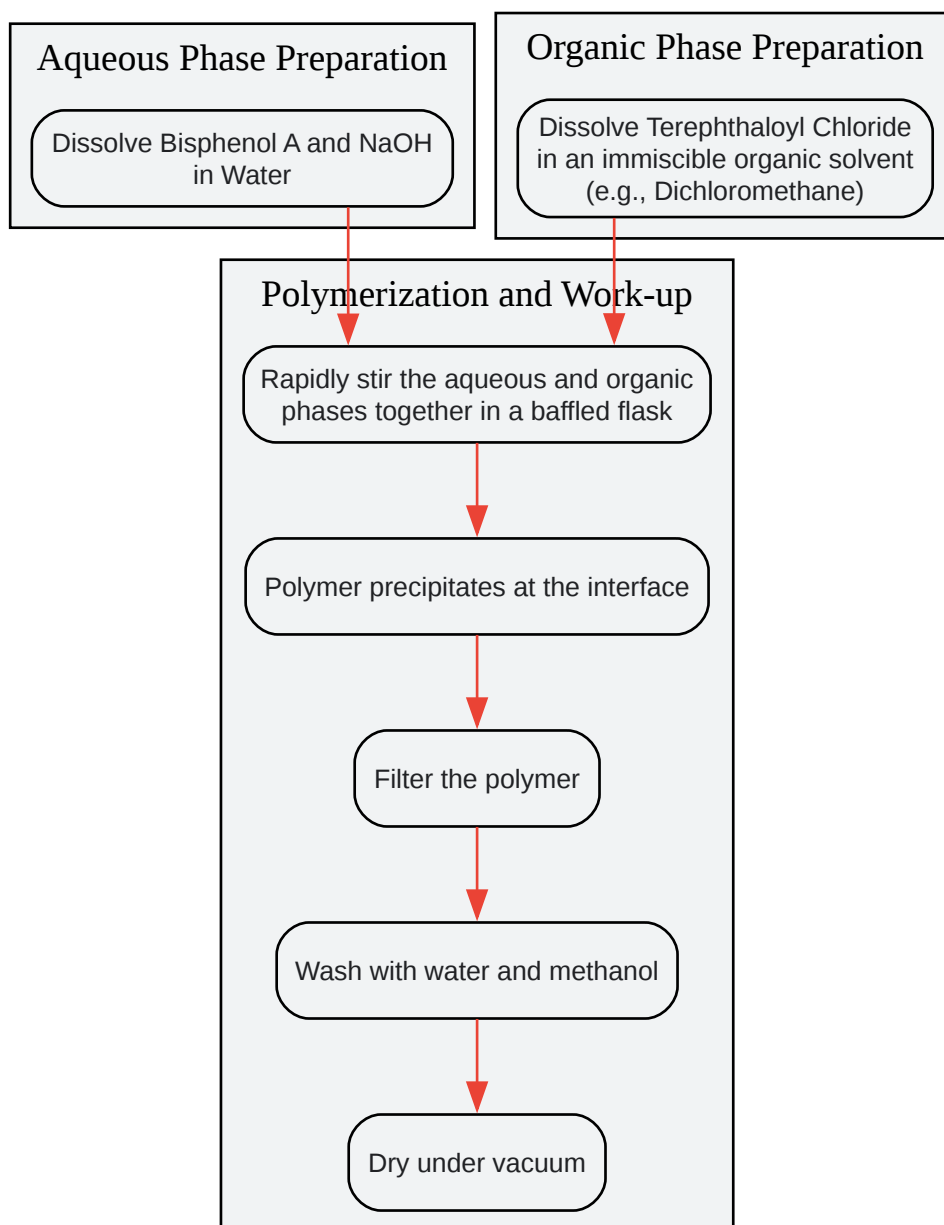 Aqueous Phase Preparation
Dissolve Bisphenol A and NaOH
in Water
Organic Phase Preparation
Dissolve Terephthaloyl Chloride
in an immiscible organic solvent
(e.g., Dichloromethane)
Polymerization and Work-up
Rapidly stir the aqueous and organic
phases together in a baffled flask
Polymer precipitates at the interface
Filter the polymer
Wash with water and methanol
Dry under vacuum